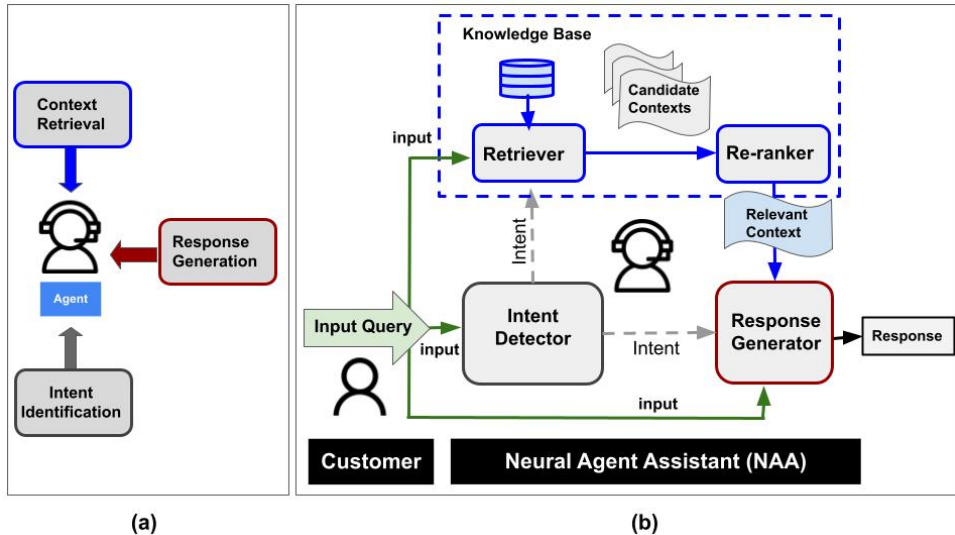 Context
Retrieval
Response
Generation
Agent
Intent
Identification
(a)
Knowledge Base
Candidate
Contexts
input
Retriever
Re-ranker
Relevant
Context
Intent
Input Query
input
Intent
Detector
Intent
Response
Generator
Response
input
Customer
Neural Agent Assistant (NAA)
(b)